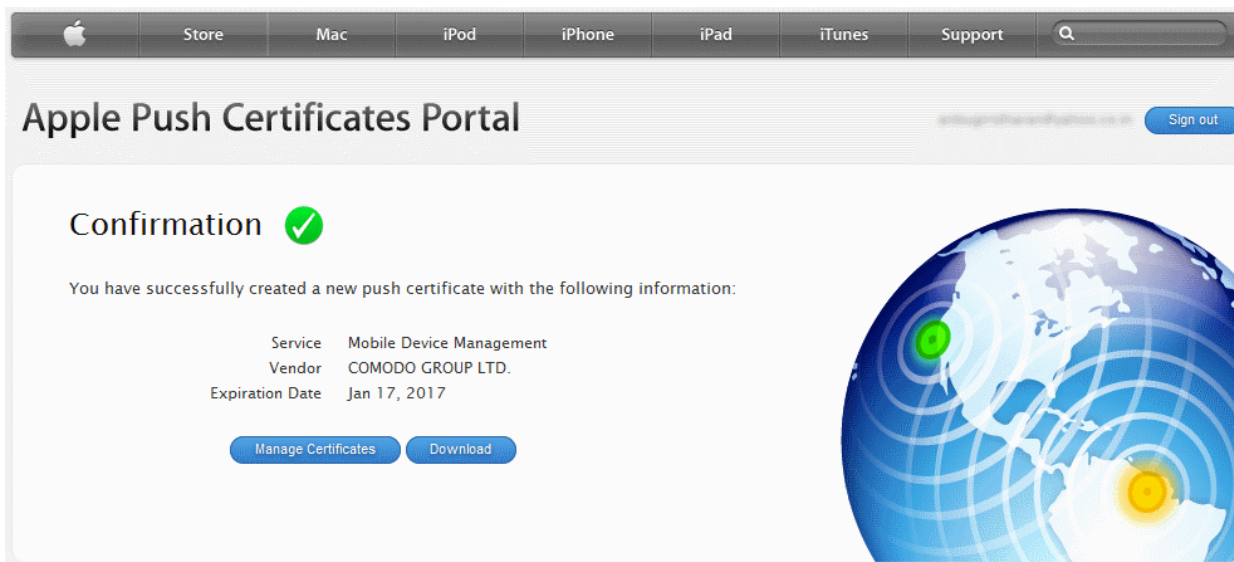 Store Mac iPod iPhone iPad iTunes Support
Apple Push Certificates Portal
Sign out
Confirmation
You have successfully created a new push certificate with the following information:
Service Mobile Device Management
Vendor COMODO GROUP LTD.
Expiration Date Jan 17, 2017
Manage Certificates Download